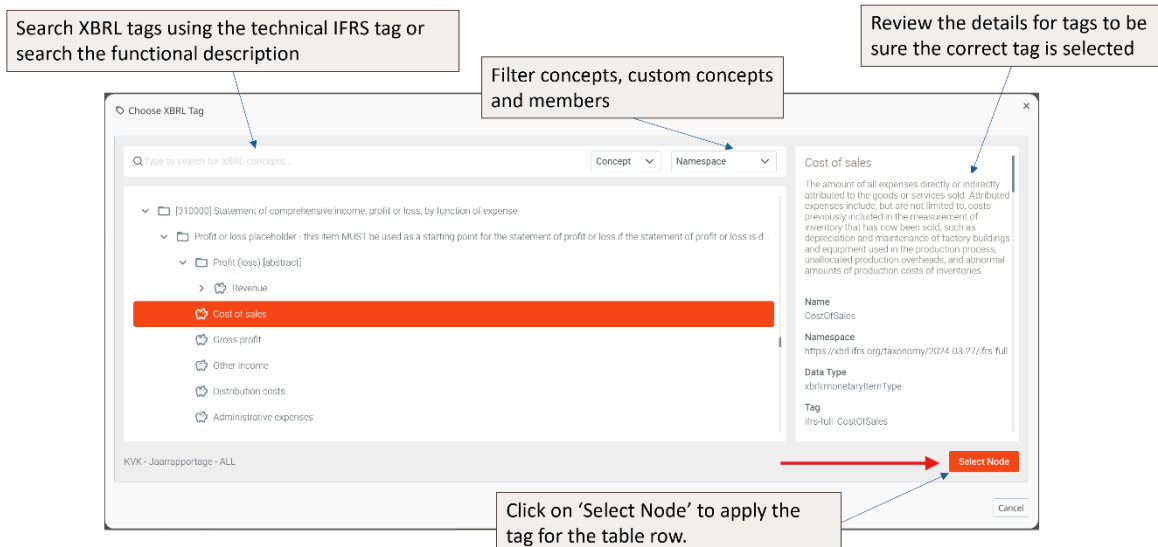 Search XBRL tags using the technical IFRS tag or
search the functional description
Filter concepts, custom concepts
and members
Review the details for tags to be
sure the correct tag is selected
Choose XBRL Tag
Type to search for XBRL concepts...
Concept
Namespace
[310000] Statement of comprehensive income, profit or loss, by function of expense
Profit or loss placeholder - this item MUST be used as a starting point for the statement of profit or loss if the statement of profit or loss is d...
Profit (loss) [abstract]
Revenue
Cost of sales
Gross profit
Other income
Distribution costs
Administrative expenses
Cost of sales
The amount of all expenses directly or indirectly
attributed to the goods or services sold. Attributed
expenses include, but are not limited to, costs
previously included in the measurement of
inventory that has now been sold, such as
depreciation and maintenance of factory buildings
and equipment used in the production process,
unallocated production overheads, and abnormal
amounts of production costs of inventories
Name
CostOfSales
Namespace
https://xbrl.ifrs.org/taxonomy/2024-03-27/ifrs-full
Data Type
xbrli:monetaryItemType
Tag
ifrs-full_CostOfSales
KVK - Jaarrapportage - ALL
Select Node
Cancel
Click on ‘Select Node’ to apply the
tag for the table row.